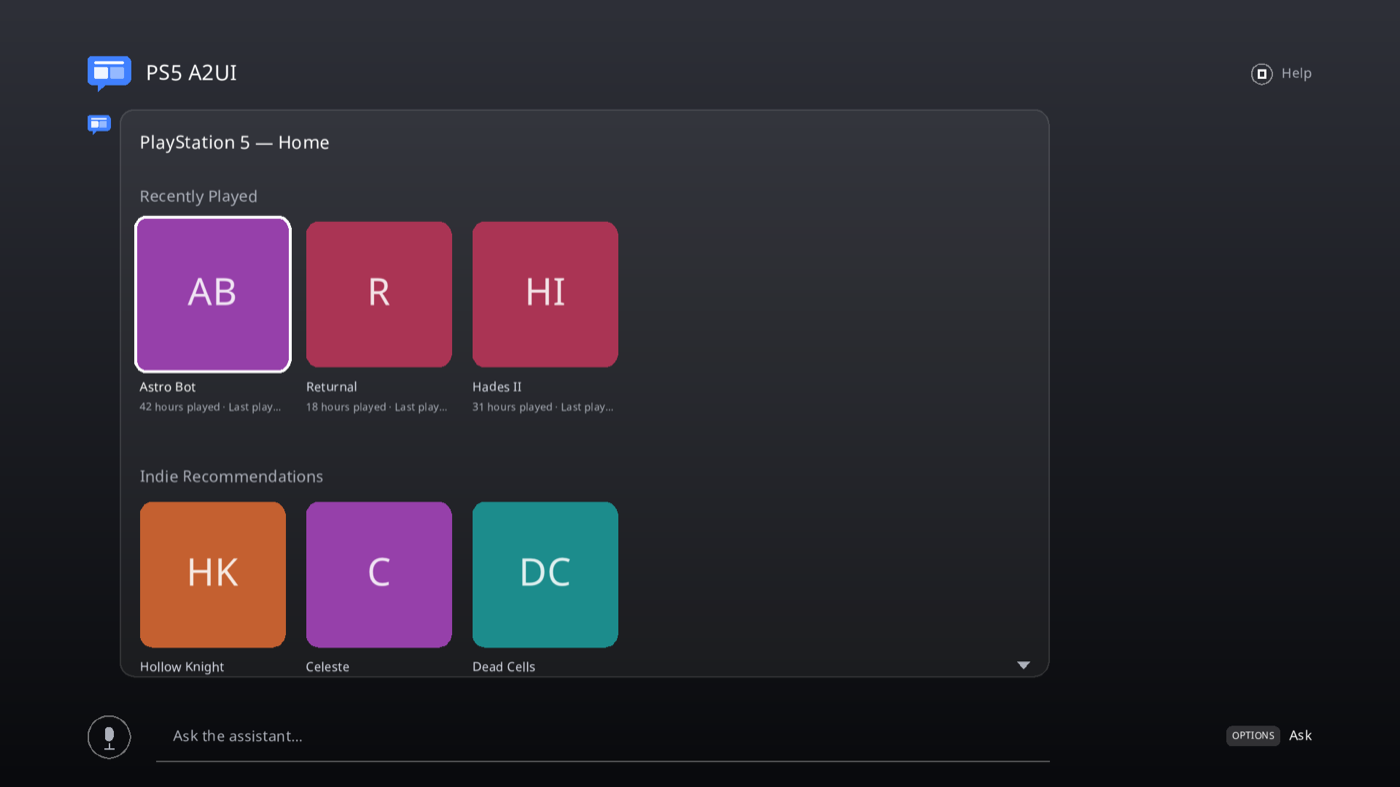 PS5 A2UI
Help
PlayStation 5 — Home
Recently Played
AB
R
HI
Astro Bot
Returnal
Hades II
42 hours played · Last play...
18 hours played · Last play...
31 hours played · Last play...
Indie Recommendations
HK
C
DC
Hollow Knight
Celeste
Dead Cells
Ask the assistant...
OPTIONS
Ask